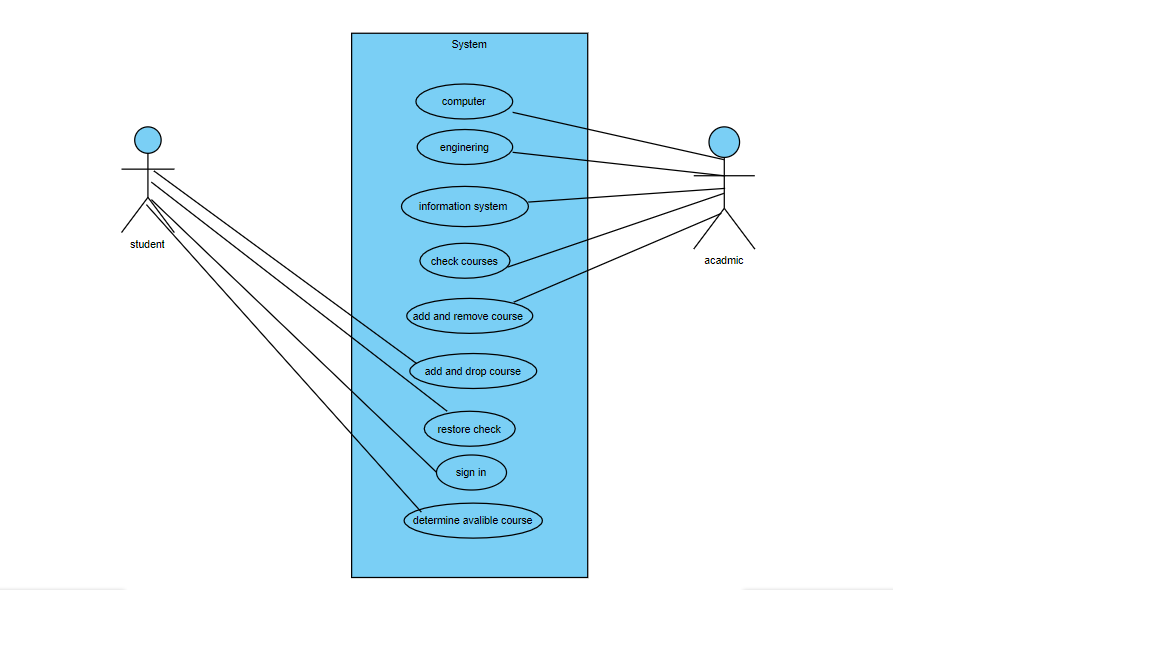 System
computer
enginering
information system
check courses
add and remove course
add and drop course
restore check
sign in
determine avalible course
student
acadmic